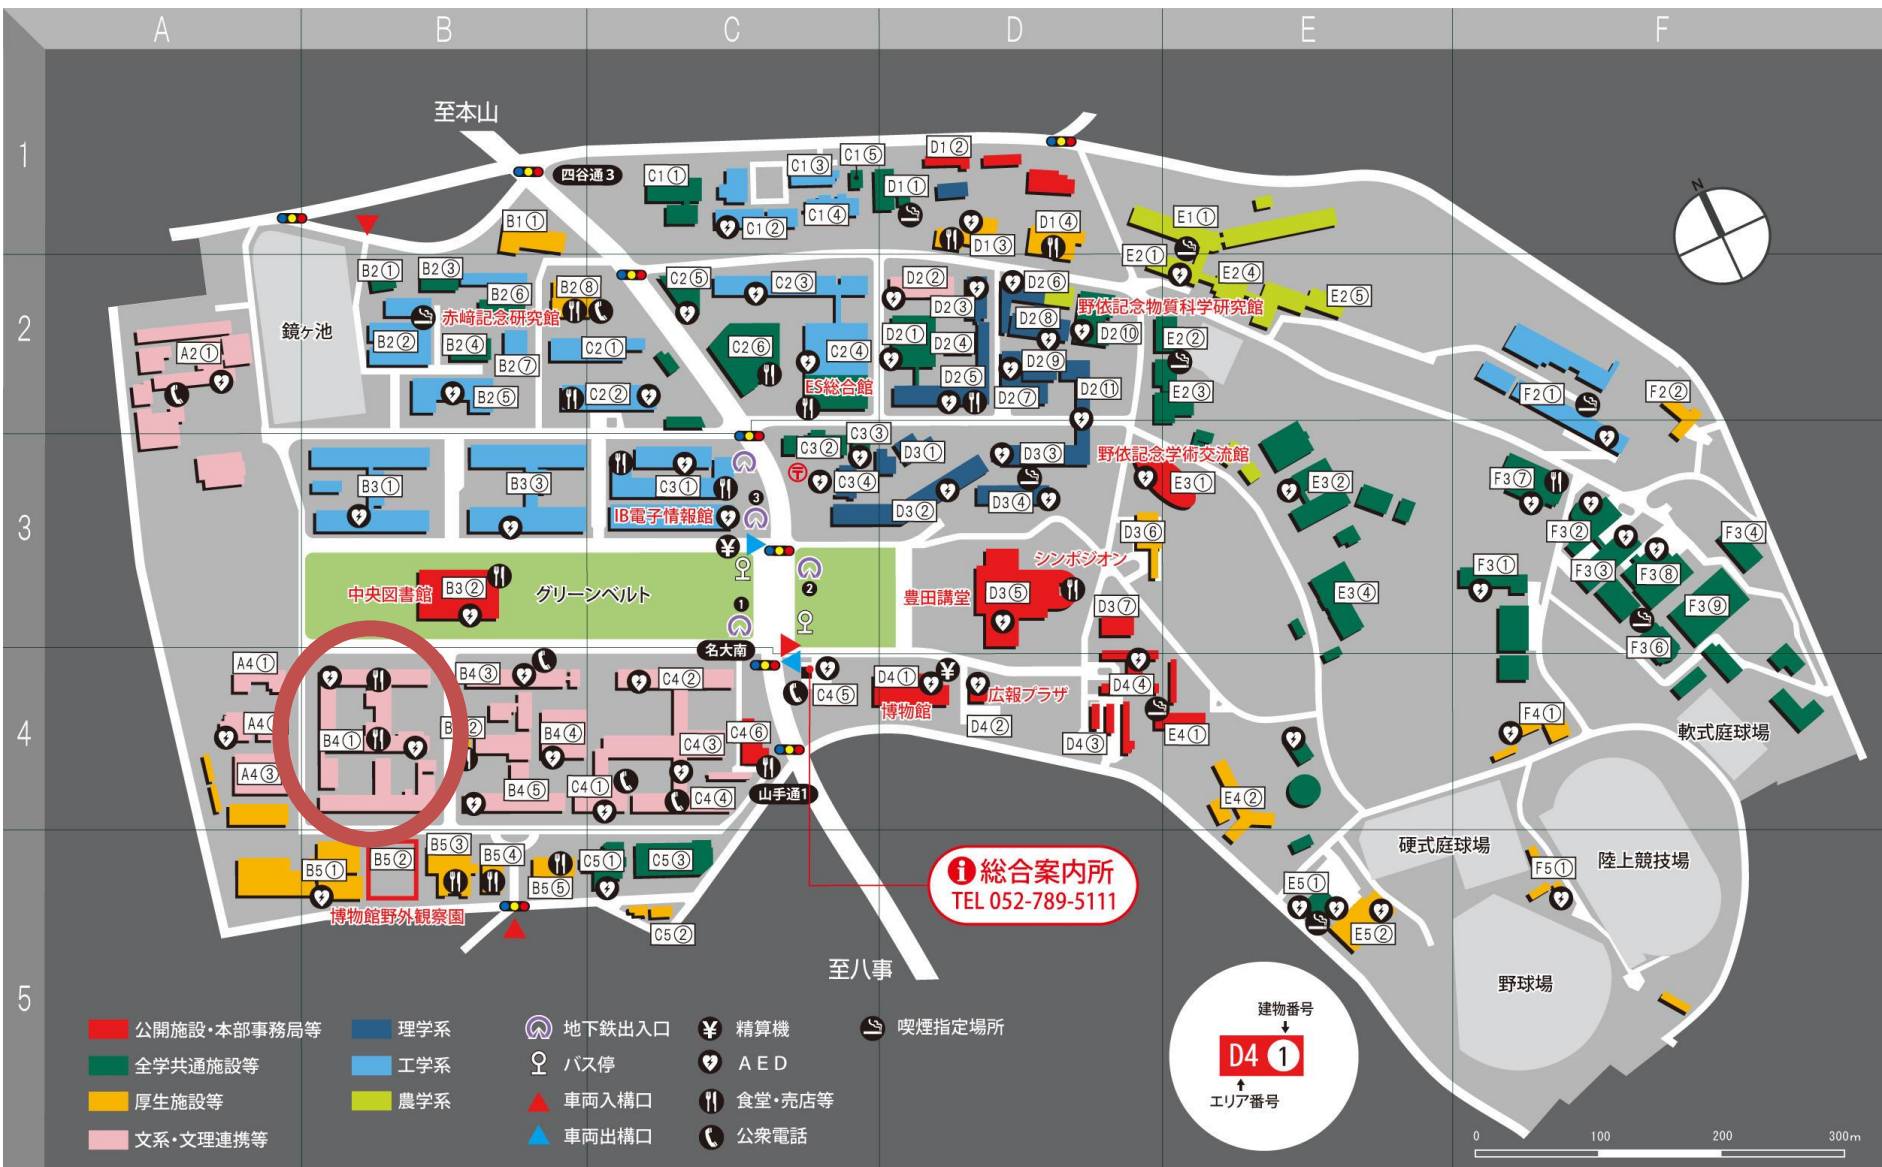 A
B
C
D
E
F
1
2
3
4
5
至本山
四谷通3
C1①
C1③
C1⑤
D1②
D1①
C1④
C1②
B1①
D1③
D1④
E1①
N
B2①
B2③
B2⑥
B2⑧
C2⑤
C2③
D2②
D2⑥
E2①
E2④
E2⑤
赤﨑記念研究館
野依記念物質科学研究館
鏡ヶ池
A2①
B2②
B2④
B2⑦
C2①
C2⑥
C2④
D2③
D2①
D2④
D2⑧
D2⑩
E2②
ES総合館
B2⑤
C2②
D2⑤
D2⑨
D2⑦
D2⑪
E2③
F2①
F2②
B3①
B3③
C3①
C3②
C3③
C3④
〒
D3①
D3③
野依記念学術交流館
E3①
E3②
IB電子情報館
3
D3②
D3④
D3⑥
F3⑦
F3②
F3④
F3①
F3③
F3⑧
F3⑨
F3⑥
中央図書館
B3②
グリーンベルト
¥
1
2
豊田講堂
D3⑤
シンポジオン
D3⑦
E3④
名大南
A4①
B4③
C4②
C4⑤
D4①
¥
博物館
広報プラザ
D4②
D4④
D4③
E4①
F4①
軟式庭球場
A4
B4①
②
B4④
C4③
C4⑥
A4③
B4⑤
C4①
C4④
山手通1
E4②
B5①
B5②
B5③
B5④
B5⑤
C5①
C5③
C5②
博物館野外観察園
i 総合案内所
TEL 052-789-5111
硬式庭球場
陸上競技場
E5①
E5②
F5①
野球場
至八事
公開施設・本部事務局等
全学共通施設等
厚生施設等
文系・文理連携等
理学系
工学系
農学系
地下鉄出入口
バス停
車両入構口
車両出構口
¥ 精算機
AED
食堂・売店等
公衆電話
喫煙指定場所
建物番号
D4 1
エリア番号
0 100 200 300m